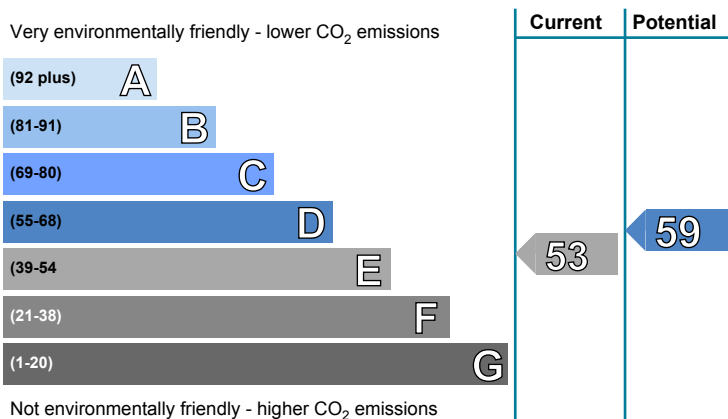 Very environmentally friendly - lower CO₂ emissions
Current
Potential
(92 plus) A
(81-91) B
(69-80) C
(55-68) D
(39-54 E
(21-38) F
(1-20) G
53
59
Not environmentally friendly - higher CO₂ emissions